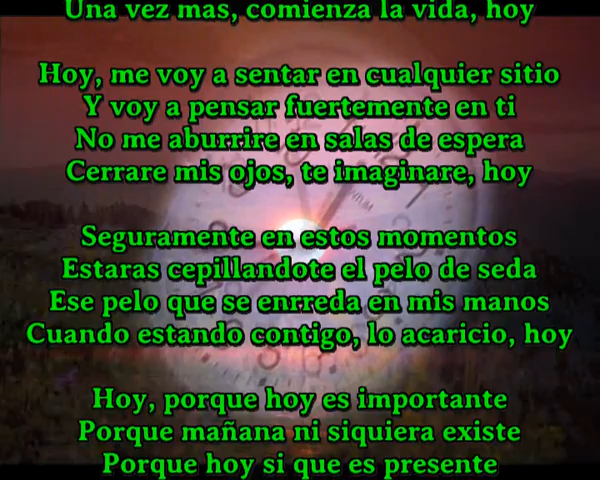 Una vez mas, comienza la vida, hoy
Hoy, me voy a sentar en cualquier sitio
Y voy a pensar fuertemente en ti
No me aburrire en salas de espera
Cerrare mis ojos, te imaginare, hoy
Seguramente en estos momentos
Estaras cepillandote el pelo de seda
Ese pelo que se enrreda en mis manos
Cuando estando contigo, lo acaricio, hoy
Hoy, porque hoy es importante
Porque mañana ni siquiera existe
Porque hoy si que es presente